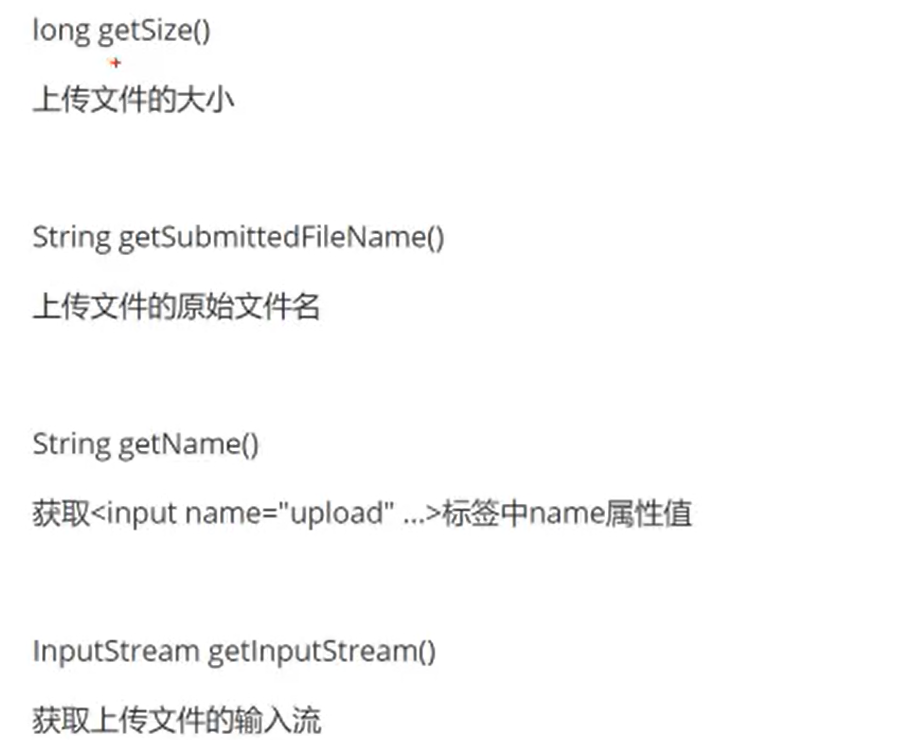 long getSize()
上传文件的大小
String getSubmittedFileName()
上传文件的原始文件名
String getName()
获取<input name="upload" ...>标签中name属性值
InputStream getInputStream()
获取上传文件的输入流